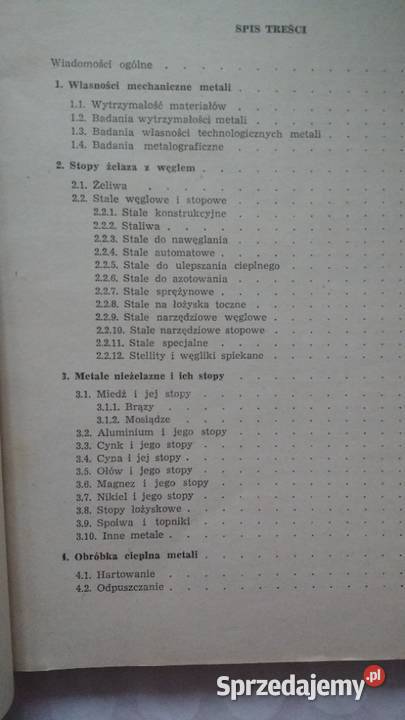 SPIS TREŚCI
Wiadomości ogólne . . . . . . . .
1. Własności mechaniczne metali . . . . .
1.1. Wytrzymałość materiałów . . . . .
1.2. Badania wytrzymałości metali . . . .
1.3. Badania własności technologicznych metali . .
1.4. Badania metalograficzne . . . . .
2. Stopy żelaza z węglem . . . . . .
2.1. Żeliwa . . . . . . . .
2.2. Stale węglowe i stopowe . . . . .
2.2.1. Stale konstrukcyjne . . . . .
2.2.2. Staliwa . . . . . . .
2.2.3. Stale do nawęglania . . . . .
2.2.4. Stale automatowe . . . . . .
2.2.5. Stale do ulepszania cieplnego . . .
2.2.6. Stale do azotowania . . . . .
2.2.7. Stale sprężynowe . . . . . .
2.2.8. Stale na łożyska toczne . . . . .
2.2.9. Stale narzędziowe węglowe . . . .
2.2.10. Stale narzędziowe stopowe . . . .
2.2.11. Stale specjalne . . . . . .
2.2.12. Stellity i węgliki spiekane . . . .
3. Metale nieżelazne i ich stopy . . . . .
3.1. Miedź i jej stopy . . . . . .
3.1.1. Brązy . . . . . . .
3.1.2. Mosiądze . . . . . . .
3.2. Aluminium i jego stopy . . . . .
3.3. Cynk i jego stopy . . . . . .
3.4. Cyna i jej stopy . . . . . . .
3.5. Ołów i jego stopy . . . . . .
3.6. Magnez i jego stopy . . . . . .
3.7. Nikiel i jego stopy . . . . . .
3.8. Stopy łożyskowe . . . . . .
3.9. Spoiwa i topniki . . . . . .
3.10. Inne metale . . . . . . .
4. Obróbka cieplna metali . . . . . .
4.1. Hartowanie . . . . . . .
4.2. Odpuszczanie . . . . . . .
Sprzedajemy.pl